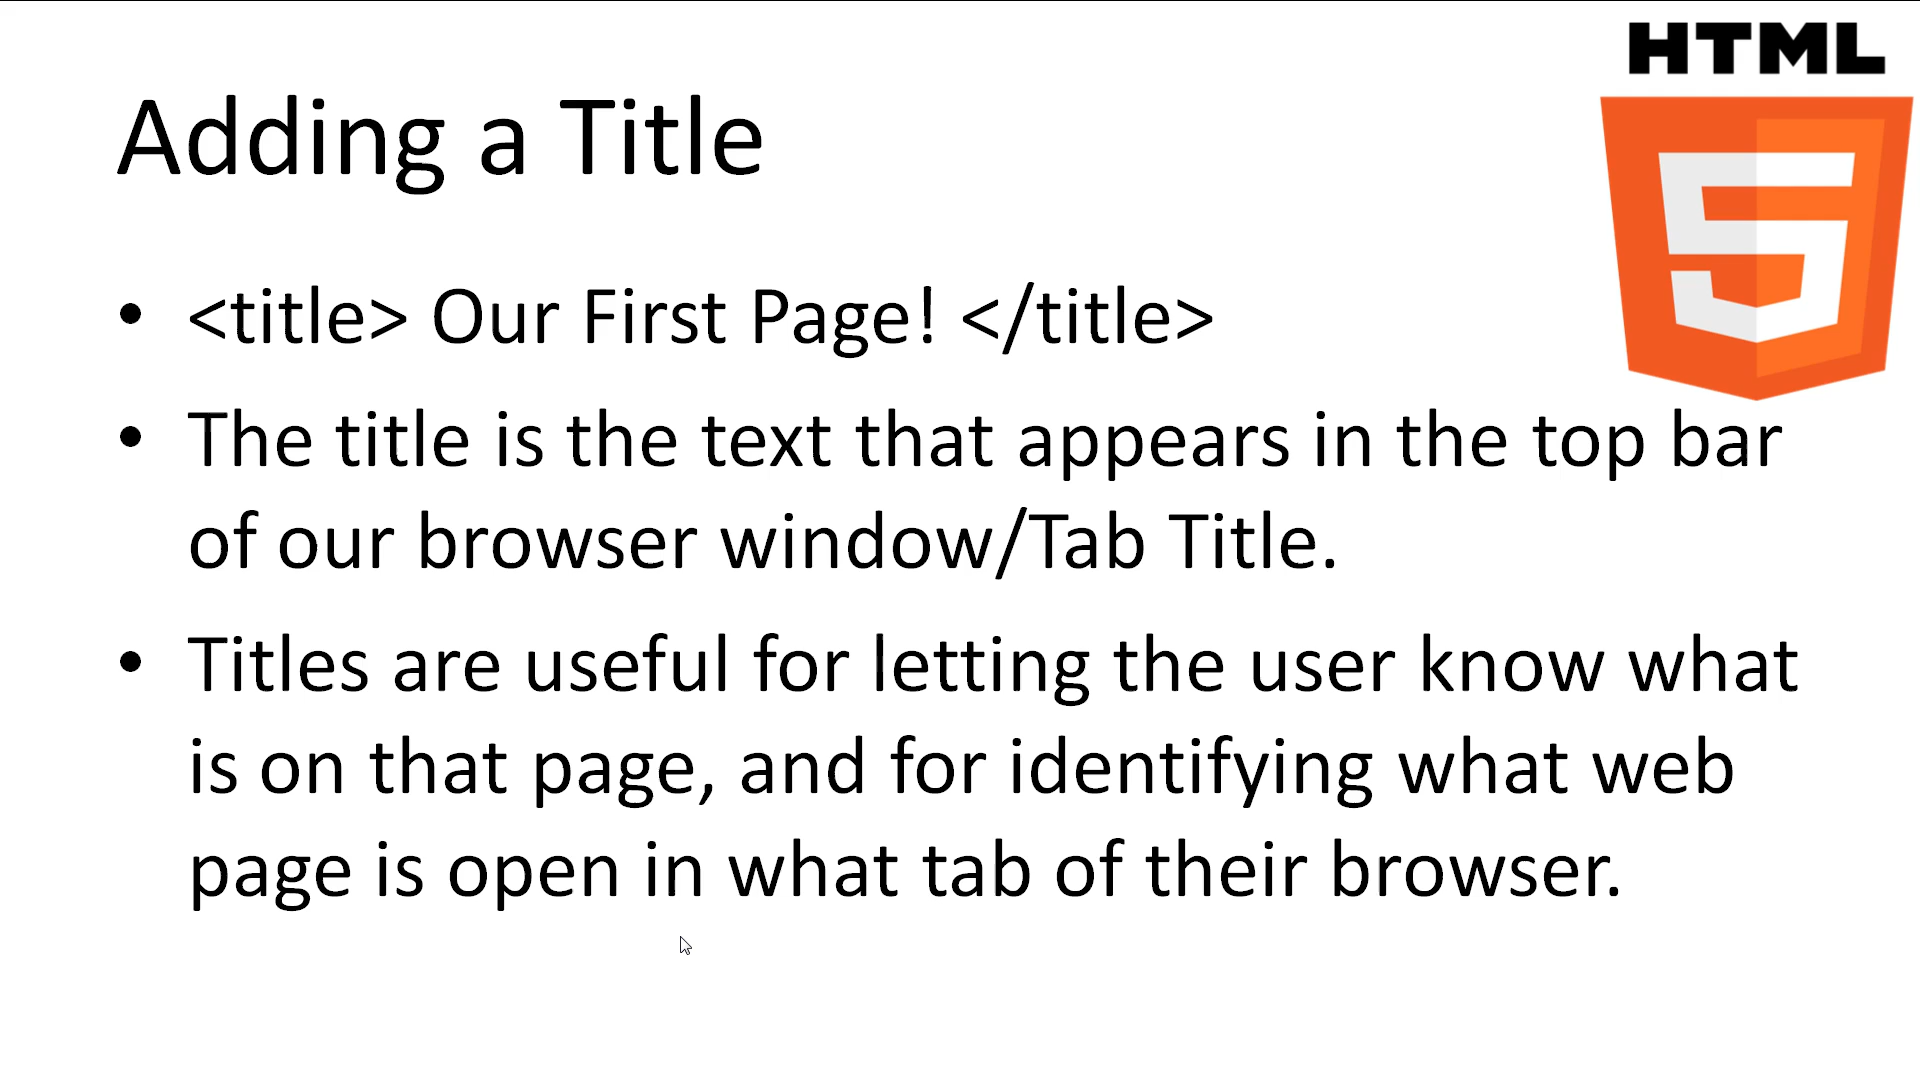 HTML
5
Adding a Title
• <title> Our First Page! </title>
• The title is the text that appears in the top bar
of our browser window/Tab Title.
• Titles are useful for letting the user know what
is on that page, and for identifying what web
page is open in what tab of their browser.